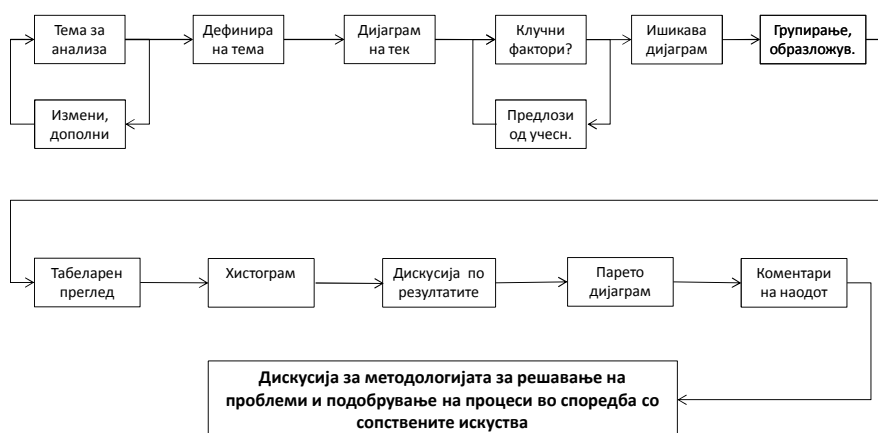 Тема за
анализа
Дефинира
на тема
Дијаграм
на тек
Клучни
фактори?
Ишикава
дијаграм
Групирање,
образложув.
Измени,
дополни
Предлози
од учесн.
Табеларен
преглед
Хистограм
Дискусија по
резултатите
Парето
дијаграм
Коментари
на наодот
Дискусија за методологијата за решавање на
проблеми и подобрување на процеси во споредба со
сопствените искуства